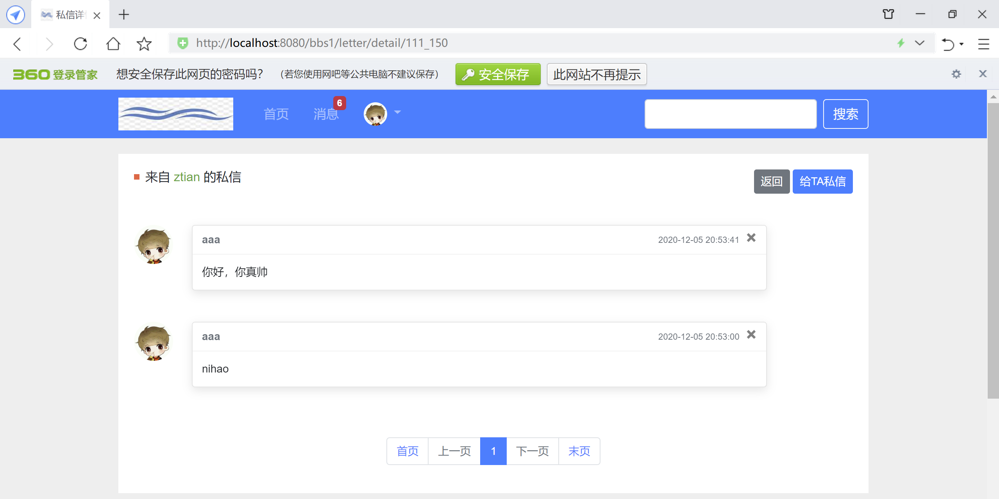 私信详
http://localhost:8080/bbs1/letter/detail/111_150
360登录管家 想安全保存此网页的密码吗? （若您使用网吧等公共电脑不建议保存） 安全保存 此网站不再提示
首页 消息 6 搜索
来自 ztian 的私信 返回 给TA私信
aaa 2020-12-05 20:53:41
你好，你真帅
aaa 2020-12-05 20:53:00
nihao
首页 上一页 1 下一页 末页